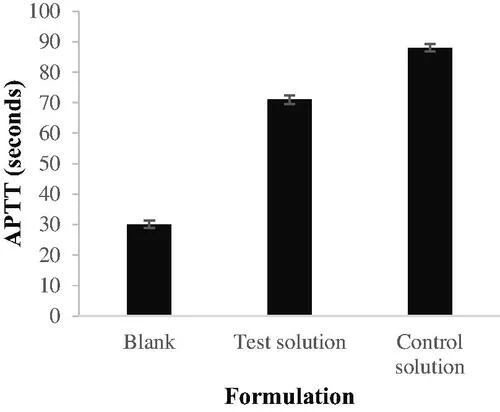 100
90
80
70
60
50
40
30
20
10
0
APTT (seconds)
Blank
Test solution
Control
solution
Formulation